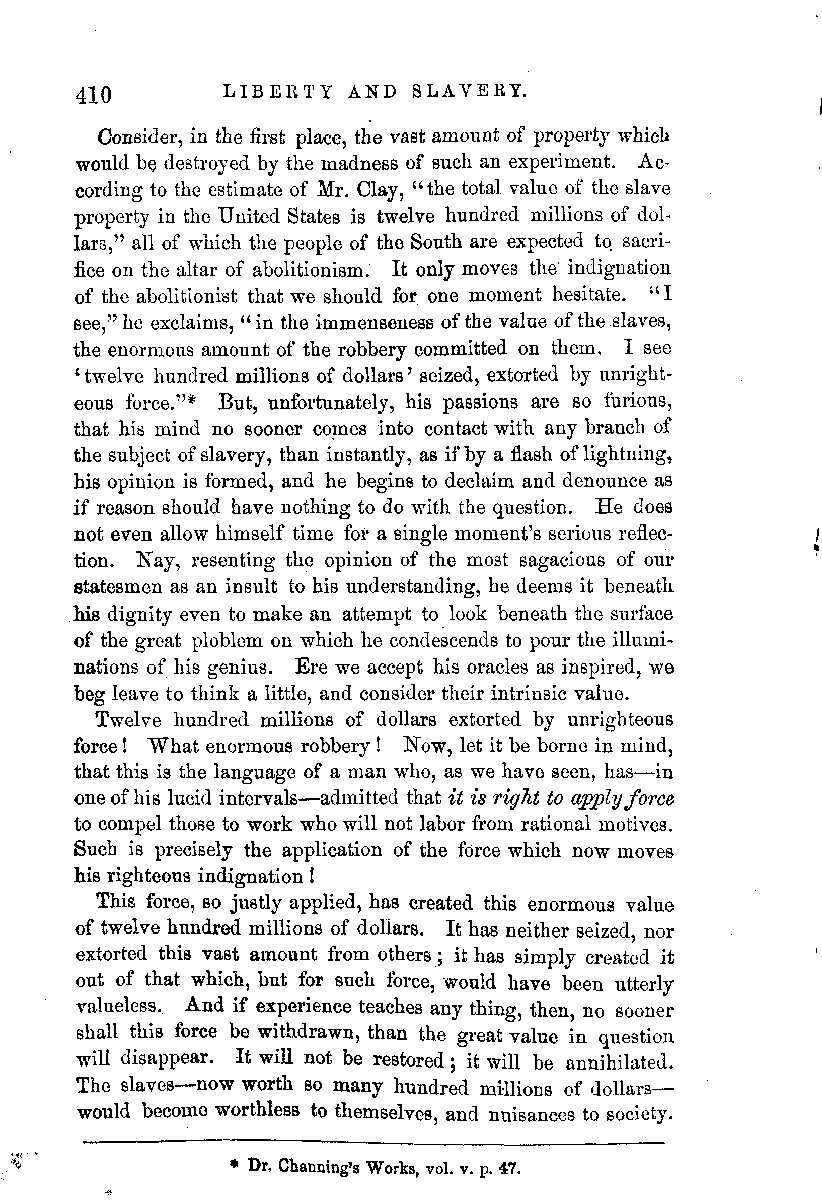 410 LIBERTY AND SLAVERY.
Consider, in the first place, the vast amount of property which
would be destroyed by the madness of such an experiment. Ac-
cording to the estimate of Mr. Clay, “the total value of the slave
property in the United States is twelve hundred millions of dol-
lars,” all of which the people of the South are expected to sacri-
fice on the altar of abolitionism. It only moves the indignation
of the abolitionist that we should for one moment hesitate. “I
see,” he exclaims, “in the immenseness of the value of the slaves,
the enormous amount of the robbery committed on them. I see
‘twelve hundred millions of dollars’ seized, extorted by unright-
eous force.”* But, unfortunately, his passions are so furious,
that his mind no sooner comes into contact with any branch of
the subject of slavery, than instantly, as if by a flash of lightning,
his opinion is formed, and he begins to declaim and denounce as
if reason should have nothing to do with the question. He does
not even allow himself time for a single moment’s serious reflec-
tion. Nay, resenting the opinion of the most sagacious of our
statesmen as an insult to his understanding, he deems it beneath
his dignity even to make an attempt to look beneath the surface
of the great ploblem on which he condescends to pour the illumi-
nations of his genius. Ere we accept his oracles as inspired, we
beg leave to think a little, and consider their intrinsic value.
Twelve hundred millions of dollars extorted by unrighteous
force! What enormous robbery! Now, let it be borne in mind,
that this is the language of a man who, as we have seen, has—in
one of his lucid intervals—admitted that it is right to apply force
to compel those to work who will not labor from rational motives.
Such is precisely the application of the force which now moves
his righteous indignation!
This force, so justly applied, has created this enormous value
of twelve hundred millions of dollars. It has neither seized, nor
extorted this vast amount from others; it has simply created it
out of that which, but for such force, would have been utterly
valueless. And if experience teaches any thing, then, no sooner
shall this force be withdrawn, than the great value in question
will disappear. It will not be restored; it will be annihilated.
The slaves—now worth so many hundred millions of dollars—
would become worthless to themselves, and nuisances to society.
* Dr. Channing’s Works, vol. v. p. 47.